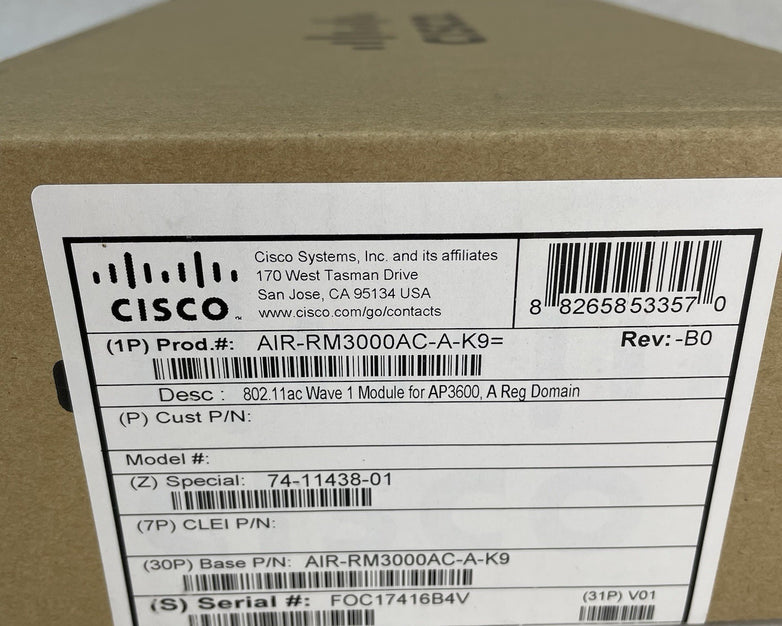 CISCO
CISCO™
Cisco Systems, Inc. and its affiliates
170 West Tasman Drive
San Jose, CA 95134 USA
www.cisco.com/go/contacts
8 82658 53357 0
(1P) Prod.#: AIR-RM3000AC-A-K9=
Rev:-B0
Desc : 802.11ac Wave 1 Module for AP3600, A Reg Domain
(P) Cust P/N:
Model #:
(Z) Special: 74-11438-01
(7P) CLEI P/N:
(30P) Base P/N: AIR-RM3000AC-A-K9
(S) Serial #: FOC17416B4V
(31P) V01